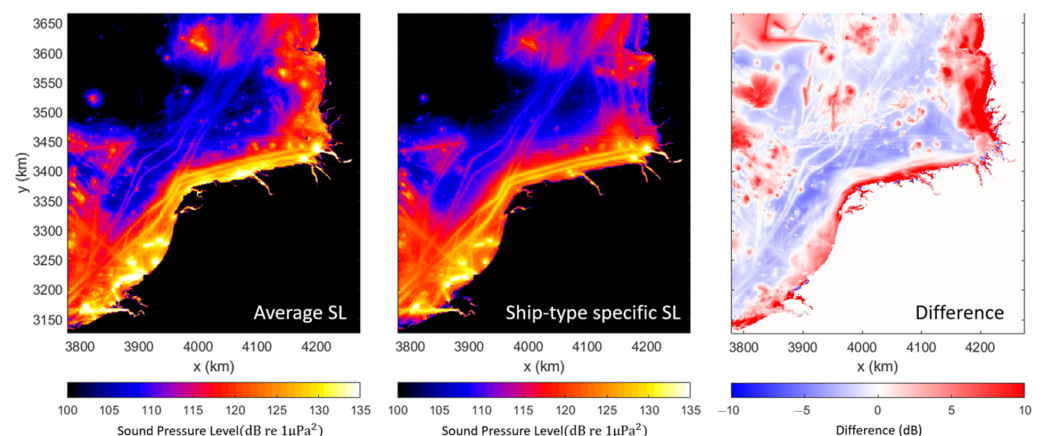 3650
3600
3550
3500
3450
3400
3350
3300
3250
3200
3150
y (km)
Average SL
3800 3900 4000 4100 4200
x (km)
100 105 110 115 120 125 130 135
Sound Pressure Level(dB re 1μPa²)
Ship-type specific SL
3800 3900 4000 4100 4200
x (km)
100 105 110 115 120 125 130 135
Sound Pressure Level(dB re 1μPa²)
Difference
3800 3900 4000 4100 4200
x (km)
−10 −5 0 5 10
Difference (dB)